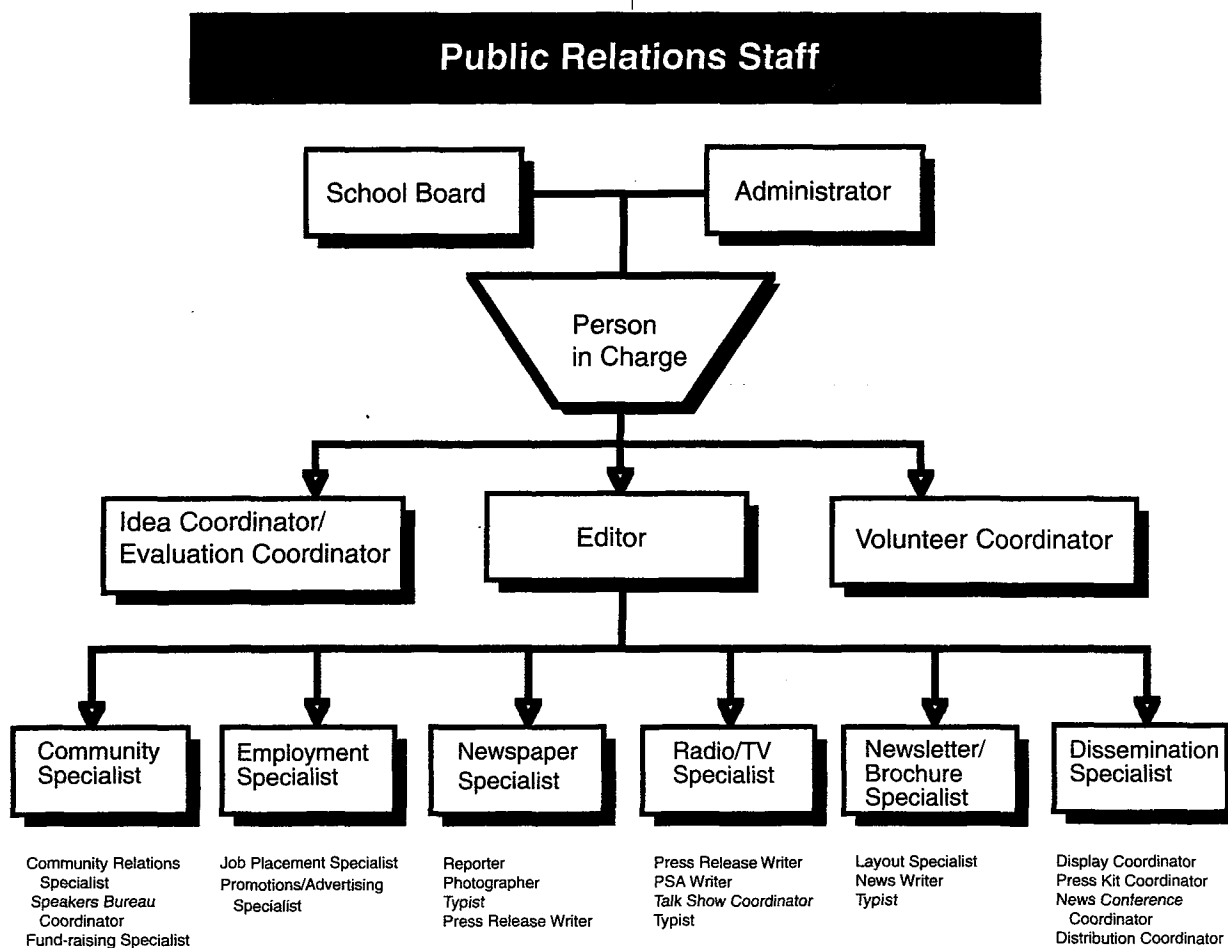 Public Relations Staff
School Board
Administrator
Person
in Charge
Idea Coordinator/
Evaluation Coordinator
Editor
Volunteer Coordinator
Community
Specialist
Employment
Specialist
Newspaper
Specialist
Radio/TV
Specialist
Newsletter/
Brochure
Specialist
Dissemination
Specialist
Community Relations
Specialist
Speakers Bureau
Coordinator
Fund-raising Specialist
Job Placement Specialist
Promotions/Advertising
Specialist
Reporter
Photographer
Typist
Press Release Writer
Press Release Writer
PSA Writer
Talk Show Coordinator
Typist
Layout Specialist
News Writer
Typist
Display Coordinator
Press Kit Coordinator
News Conference
Coordinator
Distribution Coordinator